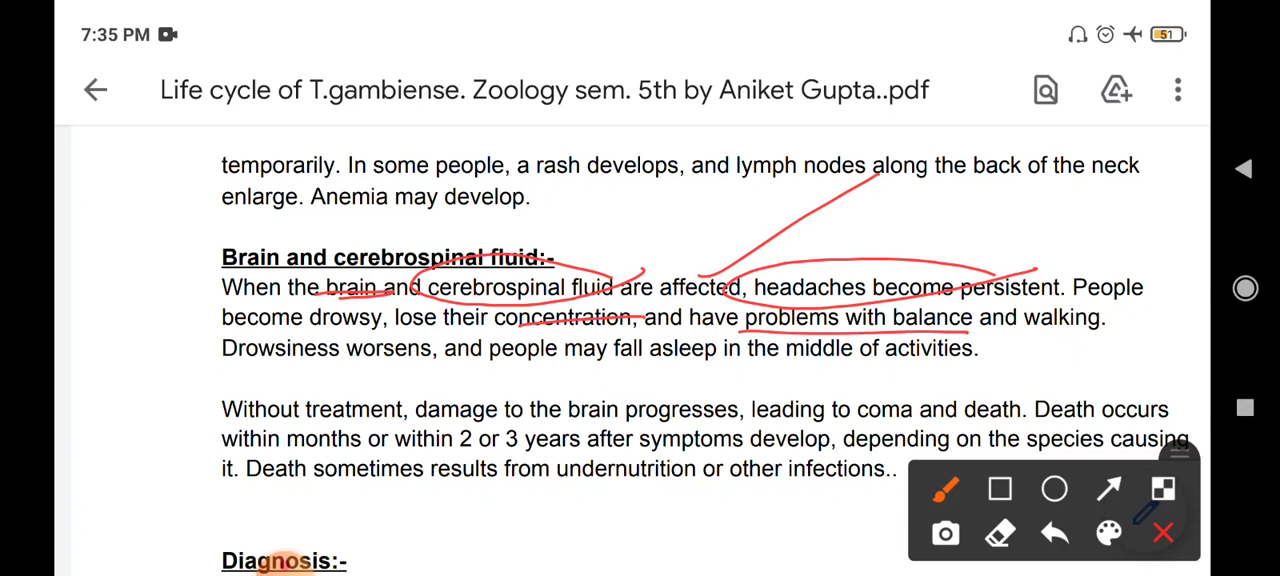 7:35 PM
51
Life cycle of T.gambiense. Zoology sem. 5th by Aniket Gupta..pdf
temporarily. In some people, a rash develops, and lymph nodes along the back of the neck
enlarge. Anemia may develop.
Brain and cerebrospinal fluid:-
When the brain and cerebrospinal fluid are affected, headaches become persistent. People
become drowsy, lose their concentration, and have problems with balance and walking.
Drowsiness worsens, and people may fall asleep in the middle of activities.
Without treatment, damage to the brain progresses, leading to coma and death. Death occurs
within months or within 2 or 3 years after symptoms develop, depending on the species causing
it. Death sometimes results from undernutrition or other infections..
Diagnosis:-